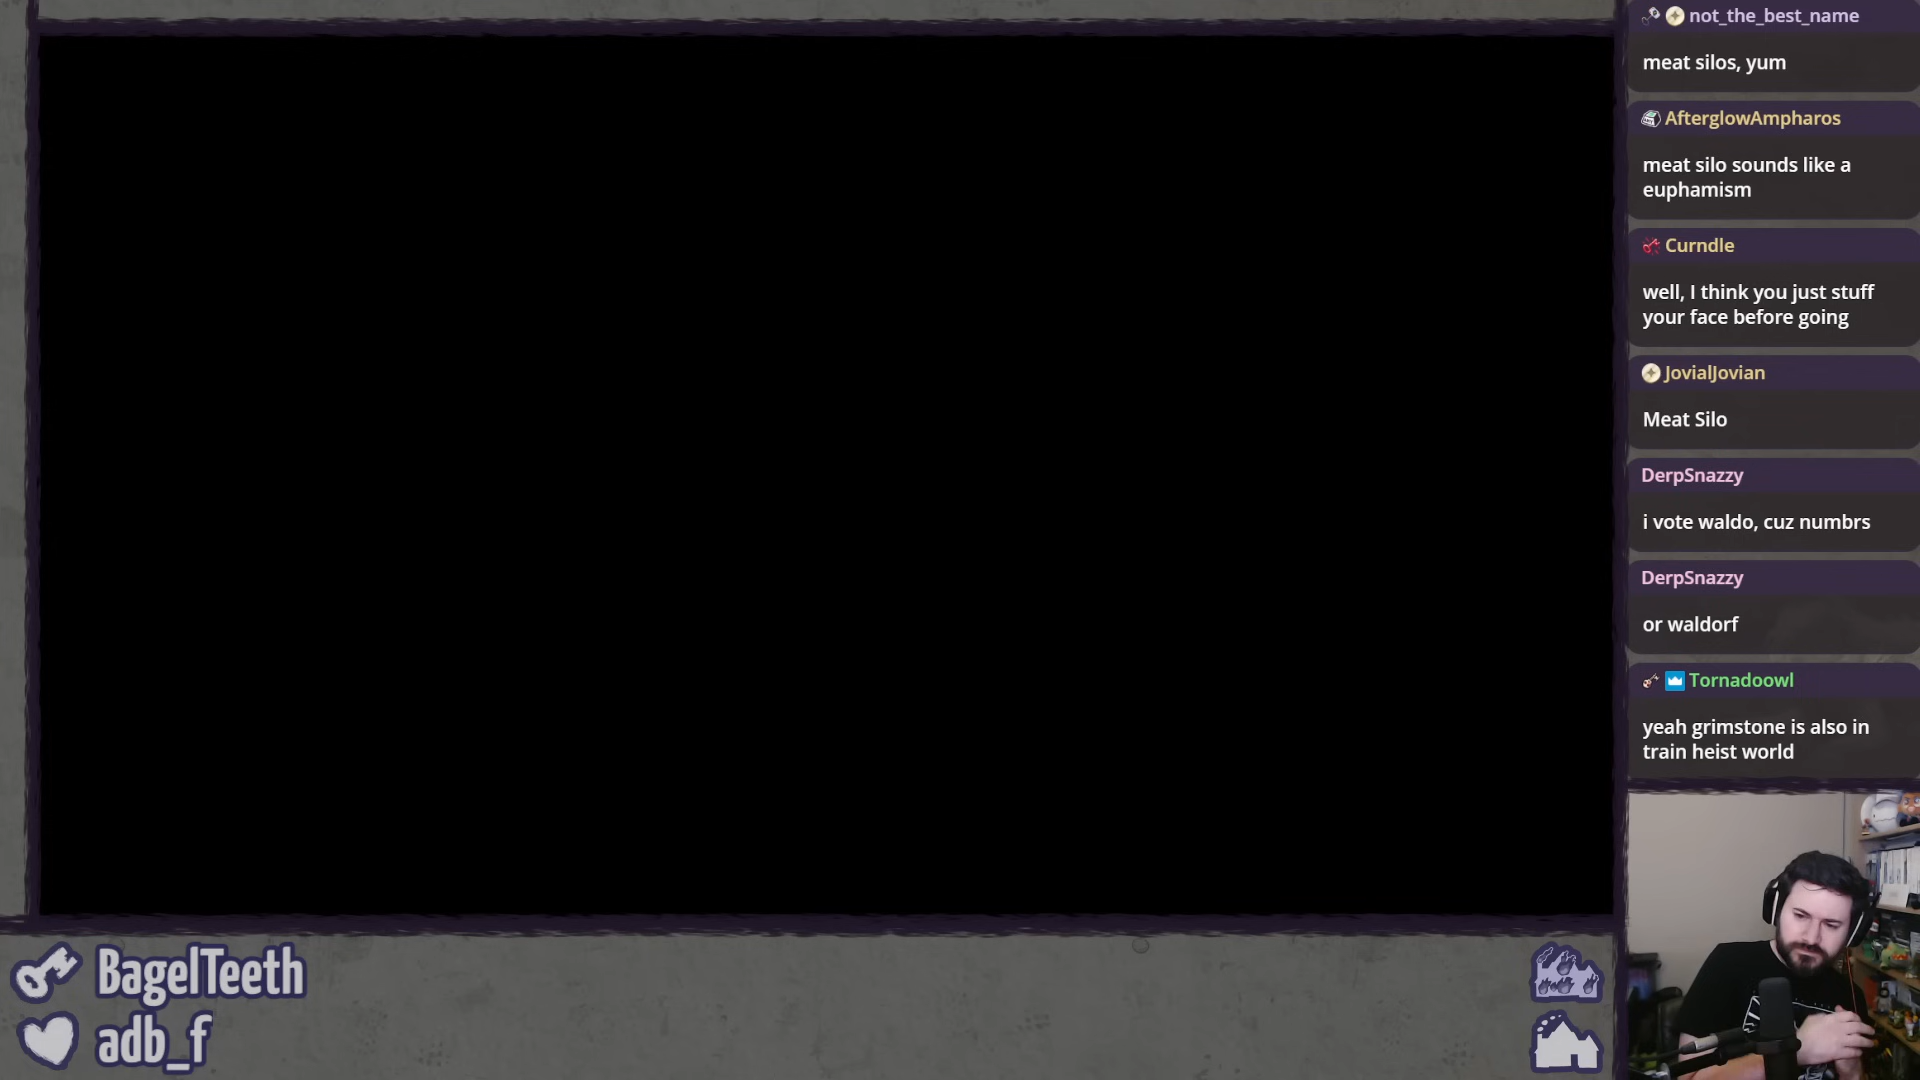 not_the_best_name
meat silos, yum
AfterglowAmpharos
meat silo sounds like a
euphamism
Curndle
well, I think you just stuff
your face before going
JovialJovian
Meat Silo
DerpSnazzy
i vote waldo, cuz numbrs
DerpSnazzy
or waldorf
Tornadoowl
yeah grimstone is also in
train heist world
BagelTeeth
adb_f